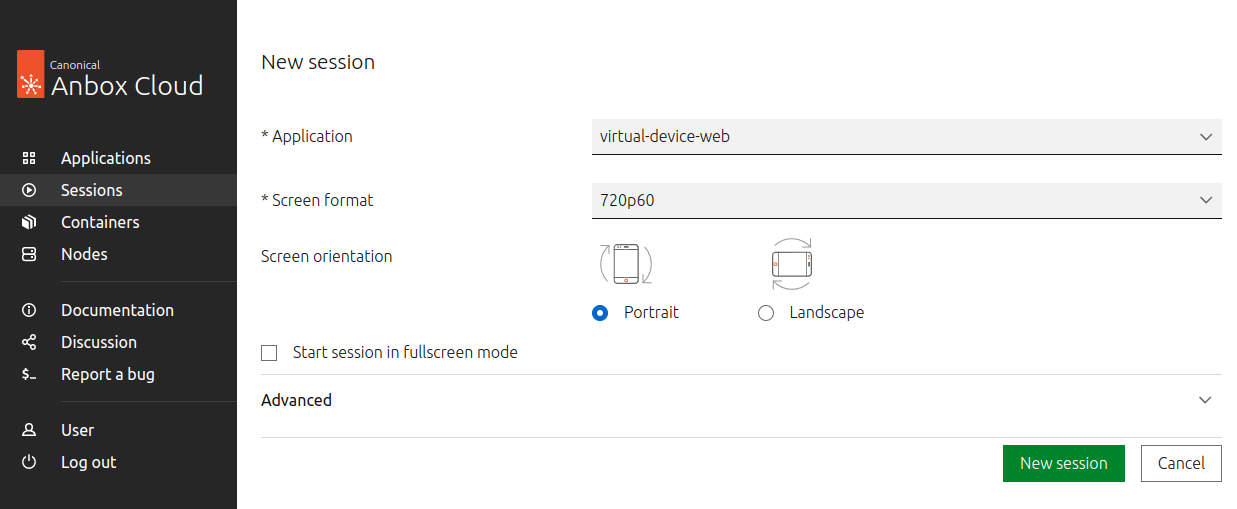 Canonical
Anbox Cloud
Applications
Sessions
Containers
Nodes
Documentation
Discussion
Report a bug
User
Log out
New session
* Application
virtual-device-web
* Screen format
720p60
Screen orientation
Portrait
Landscape
Start session in fullscreen mode
Advanced
New session
Cancel